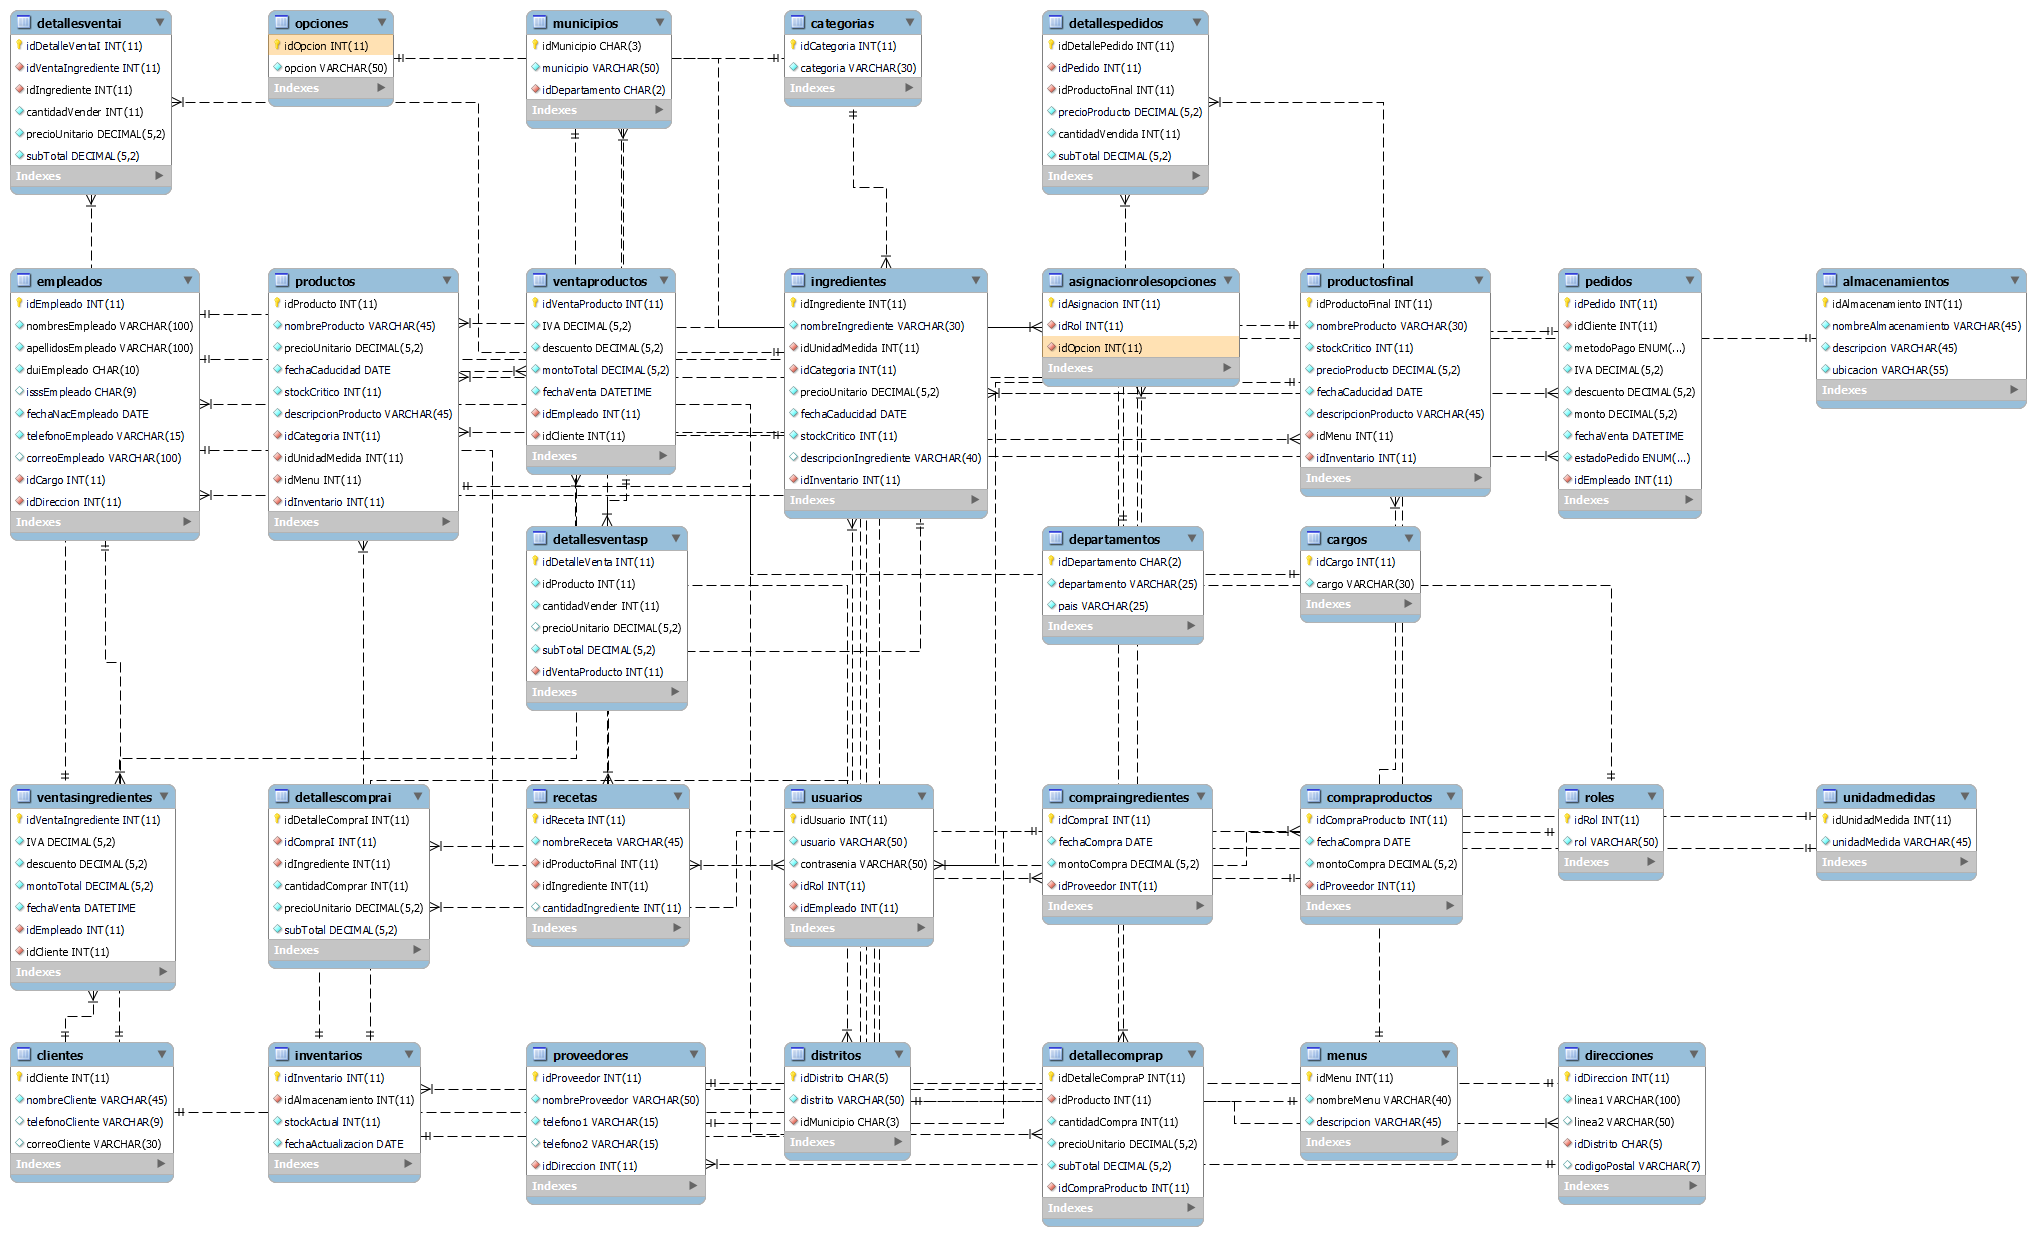 detallesventai
idDetalleVentaI INT(11)
idVentaIngrediente INT(11)
idIngrediente INT(11)
cantidadVender INT(11)
precioUnitario DECIMAL(5,2)
subTotal DECIMAL(5,2)
Indexes
opciones
idOpcion INT(11)
opcion VARCHAR(50)
Indexes
municipios
idMunicipio CHAR(3)
municipio VARCHAR(50)
idDepartamento CHAR(2)
Indexes
categorias
idCategoria INT(11)
categoria VARCHAR(30)
Indexes
detallespedidos
idDetallePedido INT(11)
idPedido INT(11)
idProductoFinal INT(11)
precioProducto DECIMAL(5,2)
cantidadVendida INT(11)
subTotal DECIMAL(5,2)
Indexes
empleados
idEmpleado INT(11)
nombresEmpleado VARCHAR(100)
apellidosEmpleado VARCHAR(100)
duiEmpleado CHAR(10)
isssEmpleado CHAR(9)
fechaNacEmpleado DATE
telefonoEmpleado VARCHAR(15)
correoEmpleado VARCHAR(100)
idCargo INT(11)
idDireccion INT(11)
Indexes
productos
idProducto INT(11)
nombreProducto VARCHAR(45)
precioUnitario DECIMAL(5,2)
fechaCaducidad DATE
stockCritico INT(11)
descripcionProducto VARCHAR(45)
idCategoria INT(11)
idUnidadMedida INT(11)
idMenu INT(11)
idInventario INT(11)
Indexes
ventaproductos
idVentaProducto INT(11)
IVA DECIMAL(5,2)
descuento DECIMAL(5,2)
montoTotal DECIMAL(5,2)
fechaVenta DATETIME
idEmpleado INT(11)
idCliente INT(11)
Indexes
ingredientes
idIngrediente INT(11)
nombreIngrediente VARCHAR(30)
idUnidadMedida INT(11)
idCategoria INT(11)
precioUnitario DECIMAL(5,2)
fechaCaducidad DATE
stockCritico INT(11)
descripcionIngrediente VARCHAR(40)
idInventario INT(11)
Indexes
asignacionrolesopciones
idAsignacion INT(11)
idRol INT(11)
idOpcion INT(11)
Indexes
productosfinal
idProductoFinal INT(11)
nombreProducto VARCHAR(30)
stockCritico INT(11)
precioProducto DECIMAL(5,2)
fechaCaducidad DATE
descripcionProducto VARCHAR(45)
idMenu INT(11)
idInventario INT(11)
Indexes
pedidos
idPedido INT(11)
idCliente INT(11)
metodoPago ENUM(...)
IVA DECIMAL(5,2)
descuento DECIMAL(5,2)
monto DECIMAL(5,2)
fechaVenta DATETIME
estadoPedido ENUM(...)
idEmpleado INT(11)
Indexes
almacenamientos
idAlmacenamiento INT(11)
nombreAlmacenamiento VARCHAR(45)
descripcion VARCHAR(45)
ubicacion VARCHAR(55)
Indexes
detallesventasp
idDetalleVenta INT(11)
idProducto INT(11)
cantidadVender INT(11)
precioUnitario DECIMAL(5,2)
subTotal DECIMAL(5,2)
idVentaProducto INT(11)
Indexes
departamentos
idDepartamento CHAR(2)
departamento VARCHAR(25)
pais VARCHAR(25)
Indexes
cargos
idCargo INT(11)
cargo VARCHAR(30)
Indexes
ventasingredientes
idVentaIngrediente INT(11)
IVA DECIMAL(5,2)
descuento DECIMAL(5,2)
montoTotal DECIMAL(5,2)
fechaVenta DATETIME
idEmpleado INT(11)
idCliente INT(11)
Indexes
detallescomprai
idDetalleCompraI INT(11)
idCompraI INT(11)
idIngrediente INT(11)
cantidadComprar INT(11)
precioUnitario DECIMAL(5,2)
subTotal DECIMAL(5,2)
Indexes
recetas
idReceta INT(11)
nombreReceta VARCHAR(45)
idProductoFinal INT(11)
idIngrediente INT(11)
cantidadIngrediente INT(11)
Indexes
usuarios
idUsuario INT(11)
usuario VARCHAR(50)
contrasenia VARCHAR(50)
idRol INT(11)
idEmpleado INT(11)
Indexes
compraingredientes
idCompraI INT(11)
fechaCompra DATE
montoCompra DECIMAL(5,2)
idProveedor INT(11)
Indexes
compraproductos
idCompraProducto INT(11)
fechaCompra DATE
montoCompra DECIMAL(5,2)
idProveedor INT(11)
Indexes
roles
idRol INT(11)
rol VARCHAR(50)
Indexes
unidadmedidas
idUnidadMedida INT(11)
unidadMedida VARCHAR(45)
Indexes
clientes
idCliente INT(11)
nombreCliente VARCHAR(45)
telefonoCliente VARCHAR(9)
correoCliente VARCHAR(30)
Indexes
inventarios
idInventario INT(11)
idAlmacenamiento INT(11)
stockActual INT(11)
fechaActualizacion DATE
Indexes
proveedores
idProveedor INT(11)
nombreProveedor VARCHAR(50)
telefono1 VARCHAR(15)
telefono2 VARCHAR(15)
idDireccion INT(11)
Indexes
distritos
idDistrito CHAR(5)
distrito VARCHAR(50)
idMunicipio CHAR(3)
Indexes
detallecomprap
idDetalleCompraP INT(11)
idProducto INT(11)
cantidadCompra INT(11)
precioUnitario DECIMAL(5,2)
subTotal DECIMAL(5,2)
idCompraProducto INT(11)
Indexes
menus
idMenu INT(11)
nombreMenu VARCHAR(40)
descripcion VARCHAR(45)
Indexes
direcciones
idDireccion INT(11)
linea1 VARCHAR(100)
linea2 VARCHAR(50)
idDistrito CHAR(5)
codigoPostal VARCHAR(7)
Indexes